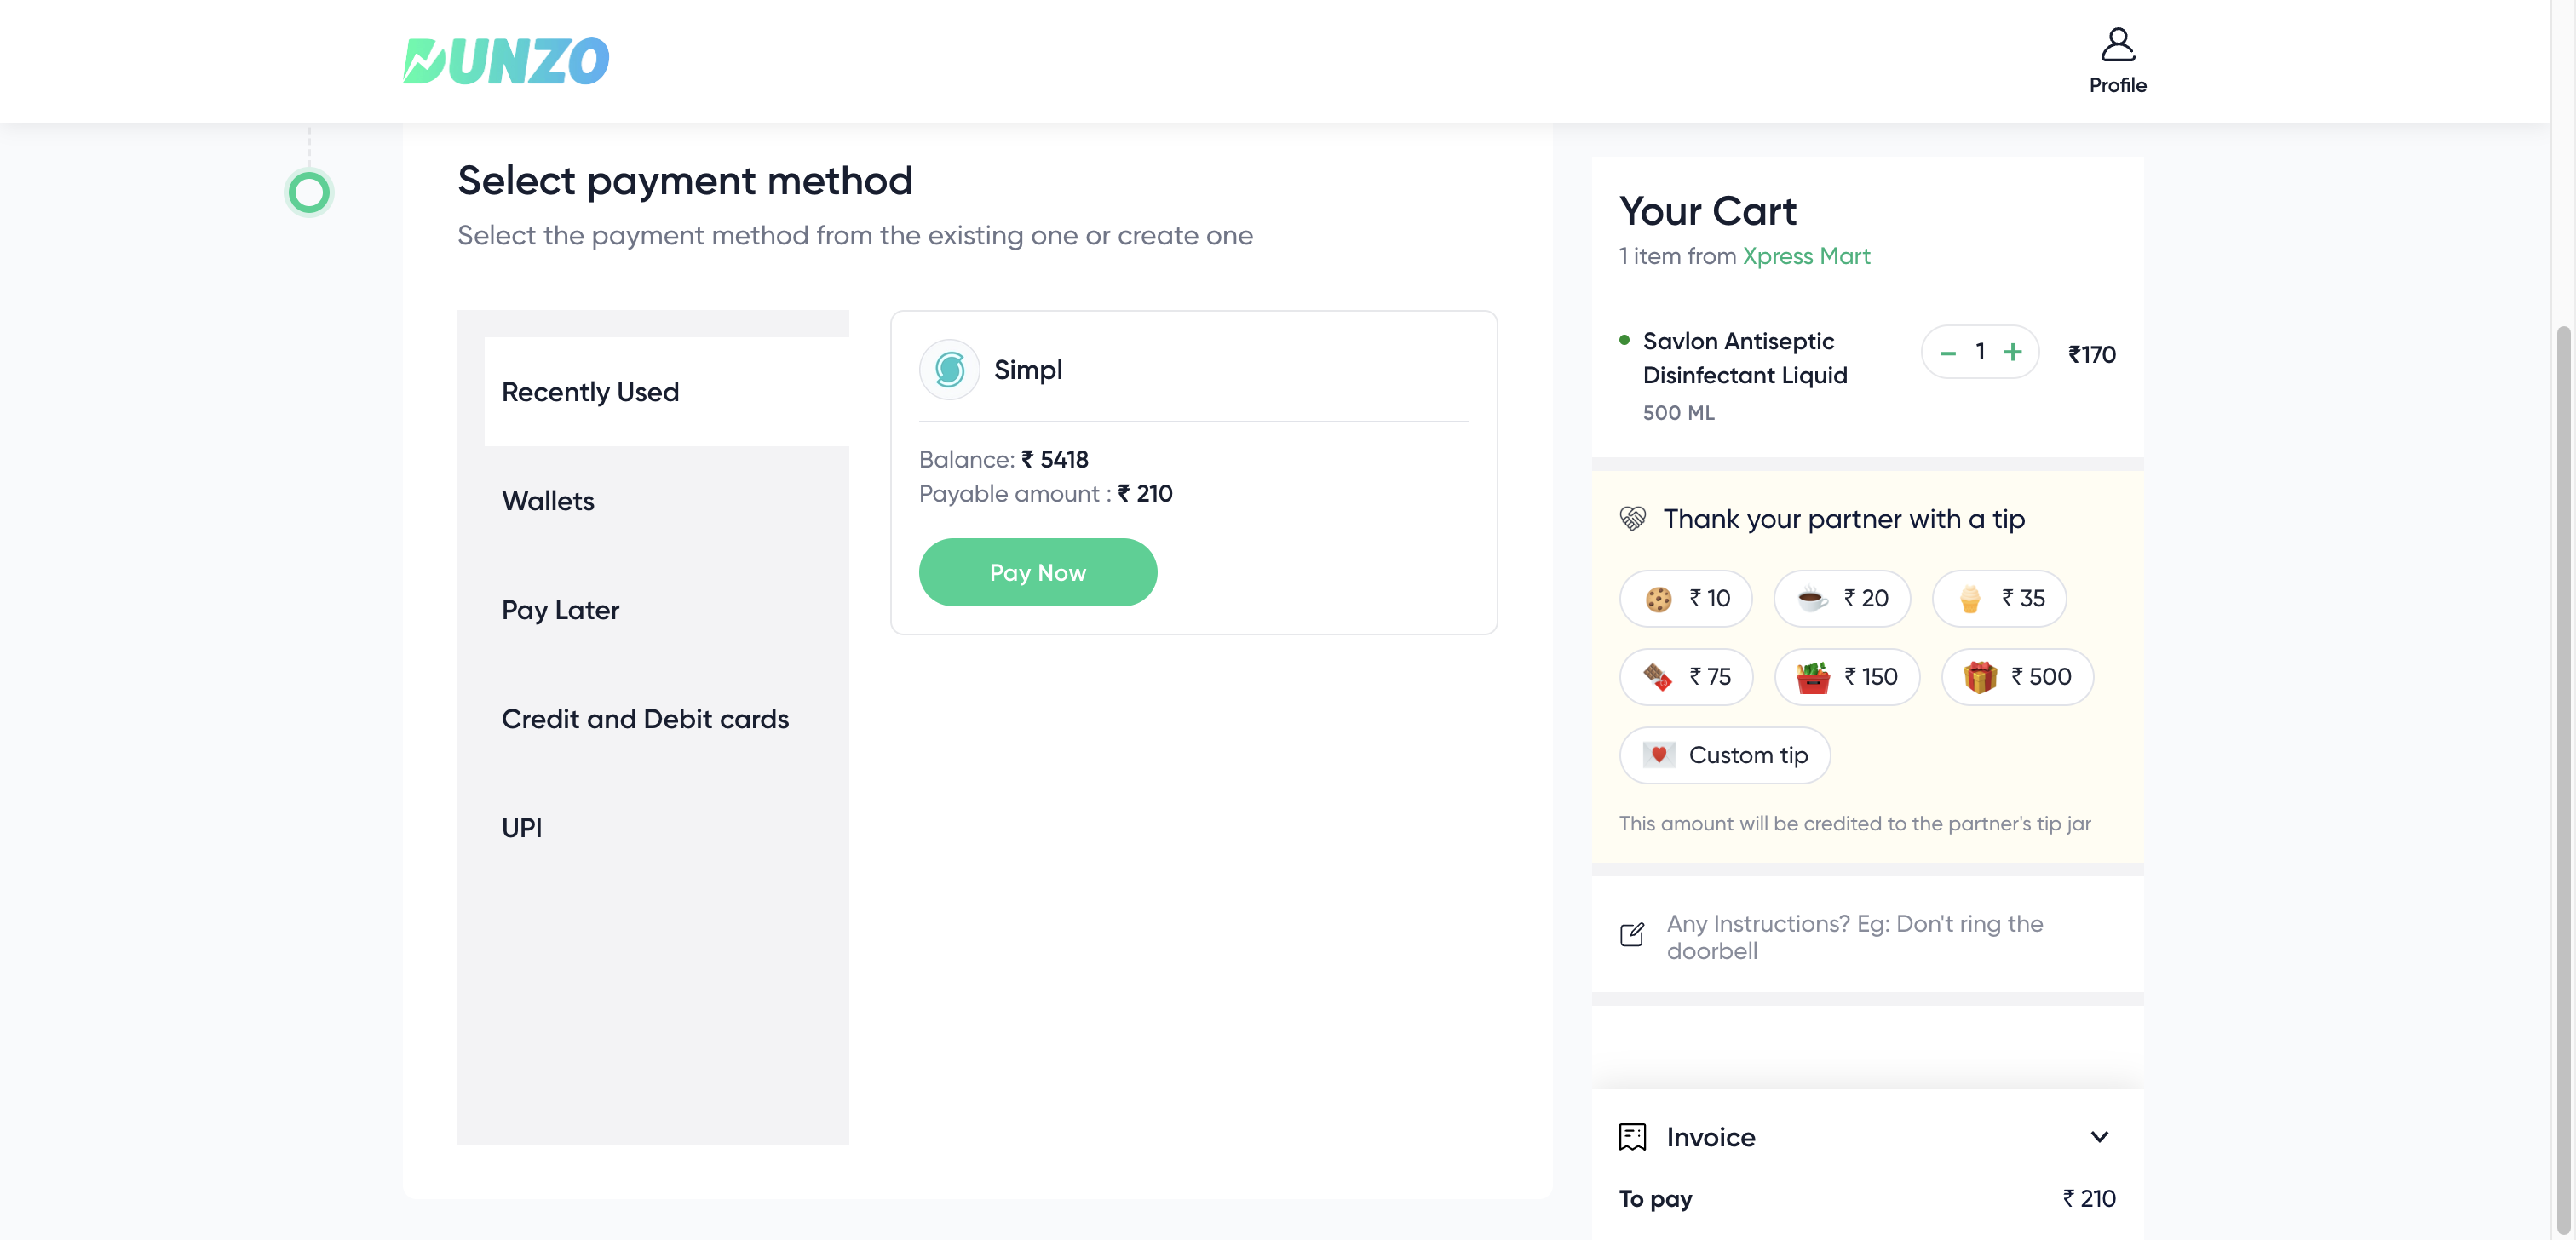 DUNZO
Profile
Select payment method
Select the payment method from the existing one or create one
Recently Used
Wallets
Pay Later
Credit and Debit cards
UPI
Simpl
Balance: ₹ 5418
Payable amount : ₹ 210
Pay Now
Your Cart
1 item from Xpress Mart
Savlon Antiseptic
Disinfectant Liquid
500 ML
1
₹170
Thank your partner with a tip
₹ 10
₹ 20
₹ 35
₹ 75
₹ 150
₹ 500
Custom tip
This amount will be credited to the partner's tip jar
Any Instructions? Eg: Don't ring the
doorbell
Invoice
To pay ₹ 210